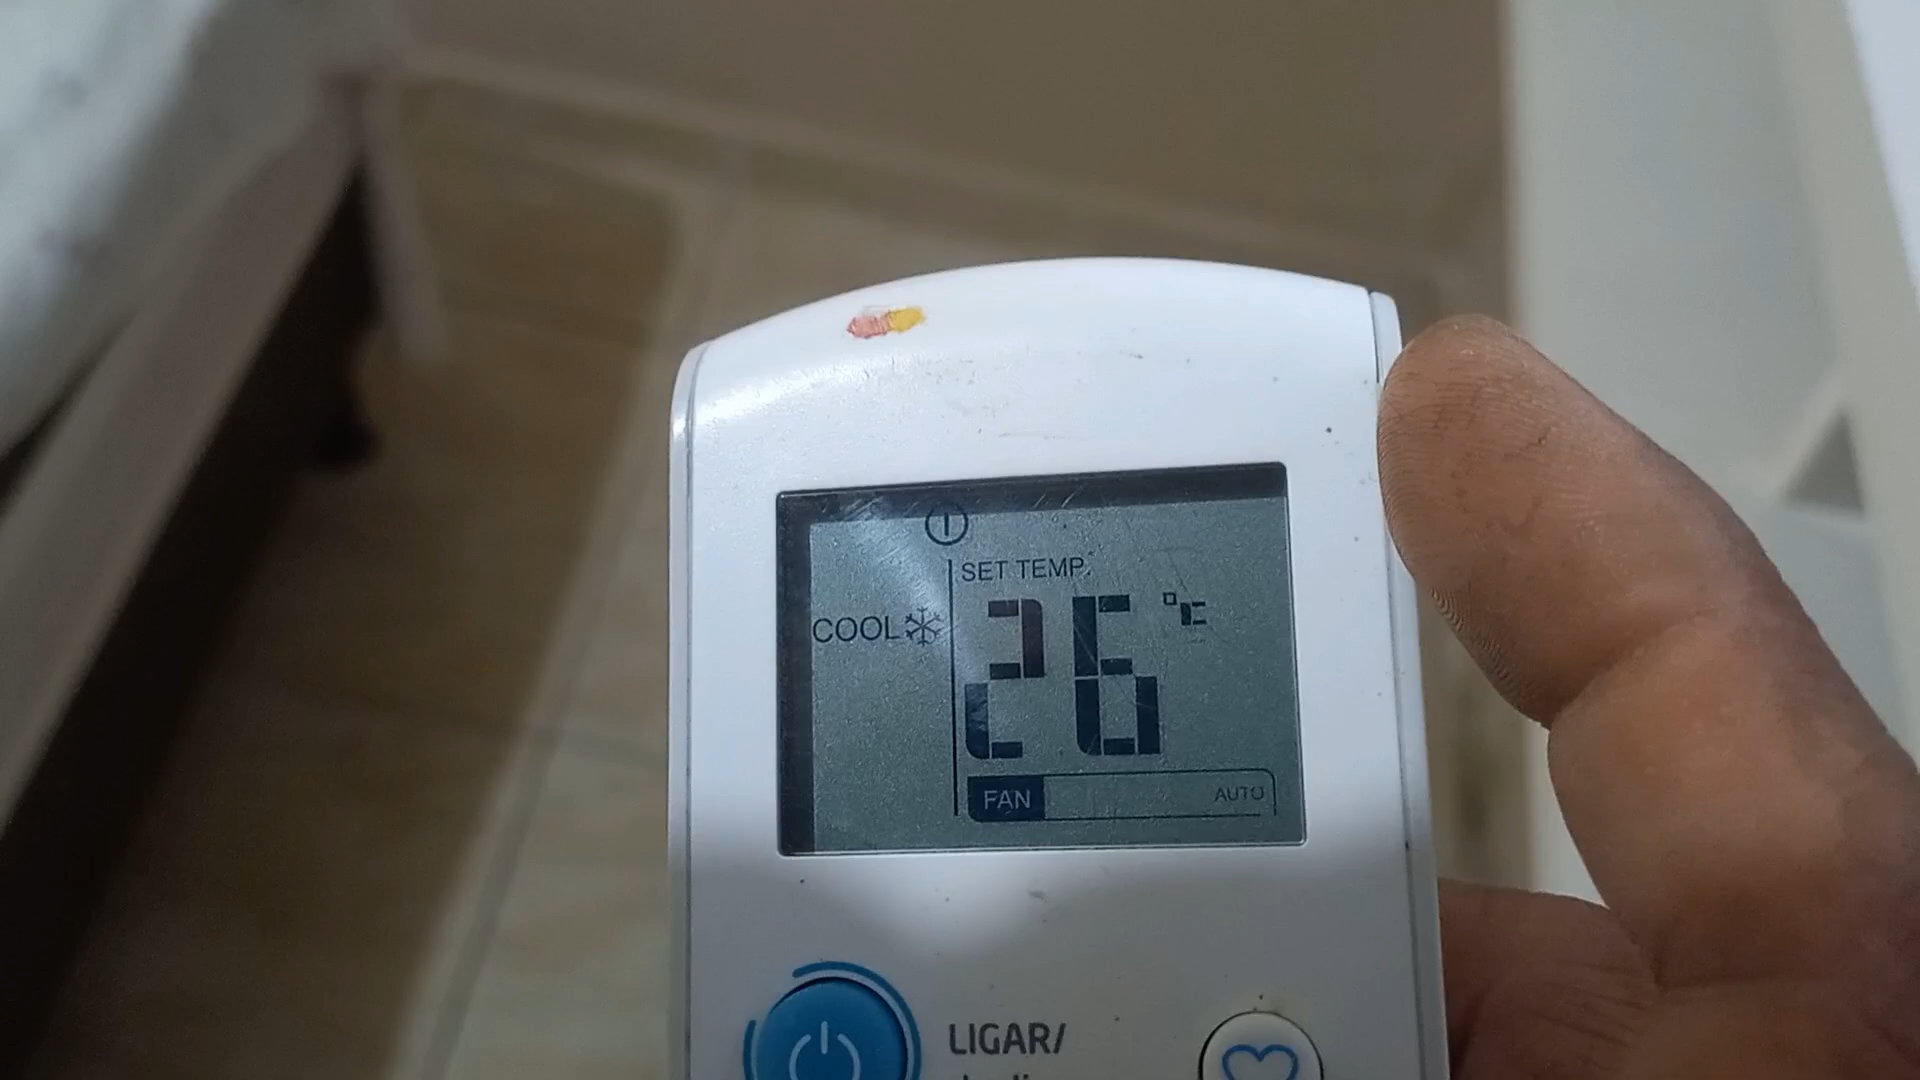 SET TEMP.
COOL
26 °C
FAN AUTO
LIGAR/